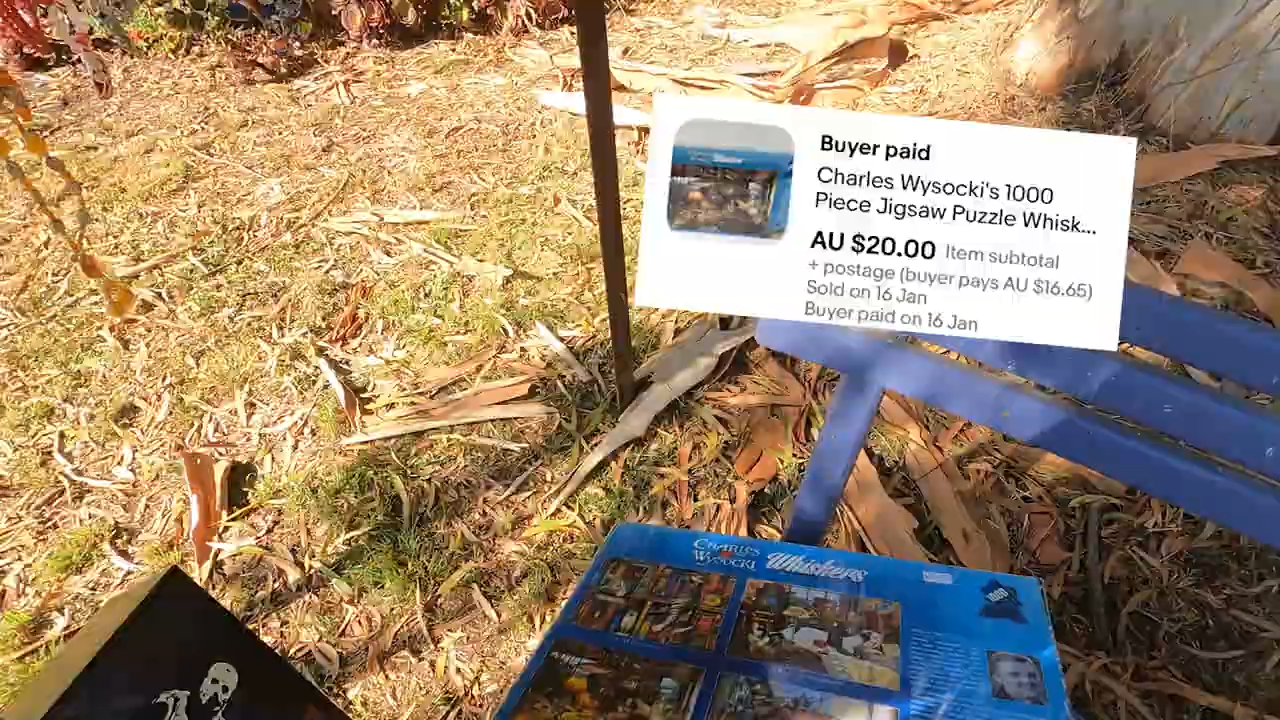 Buyer paid
Charles Wysocki's 1000
Piece Jigsaw Puzzle Whisk...
AU $20.00 Item subtotal
+ postage (buyer pays AU $16.65)
Sold on 16 Jan
Buyer paid on 16 Jan
CHARLES
WYSOCKI
Whiskers
1000